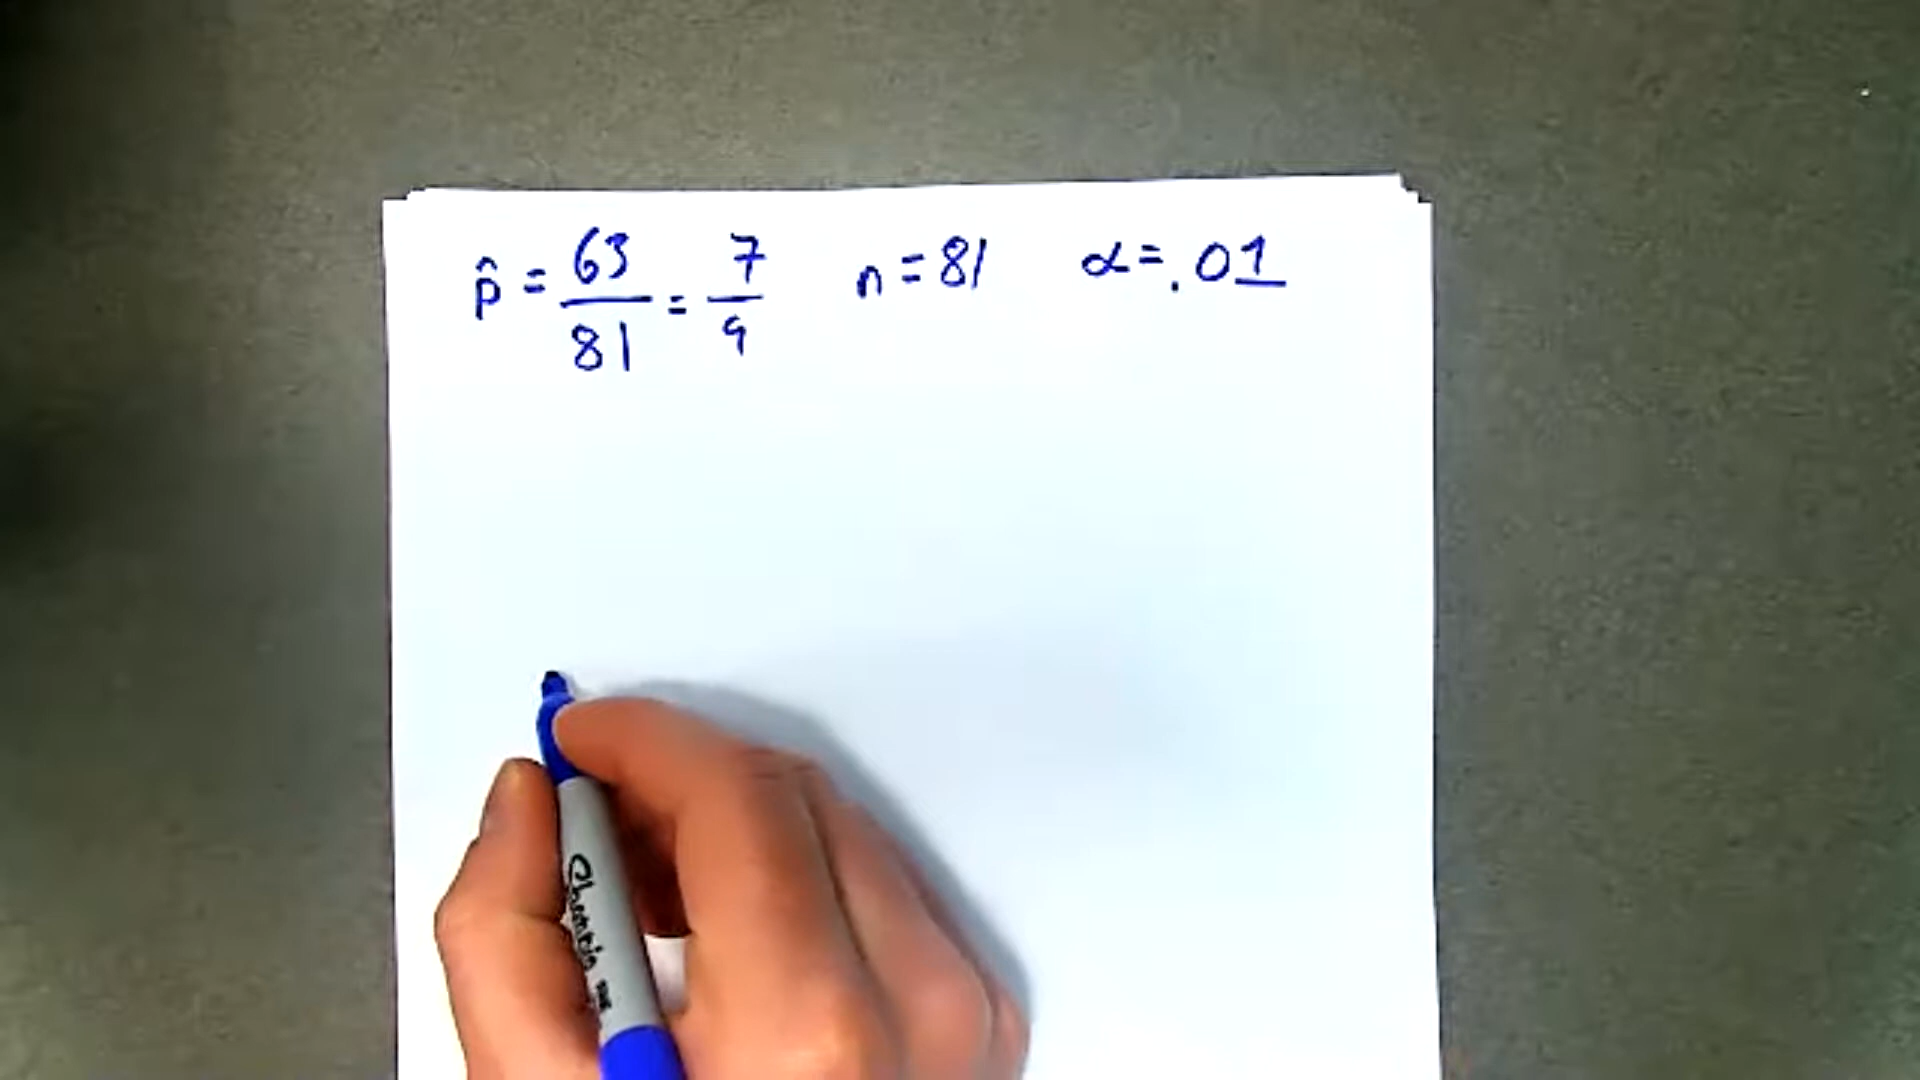 p̂ = 63/81 = 7/9 n = 81 α = .01